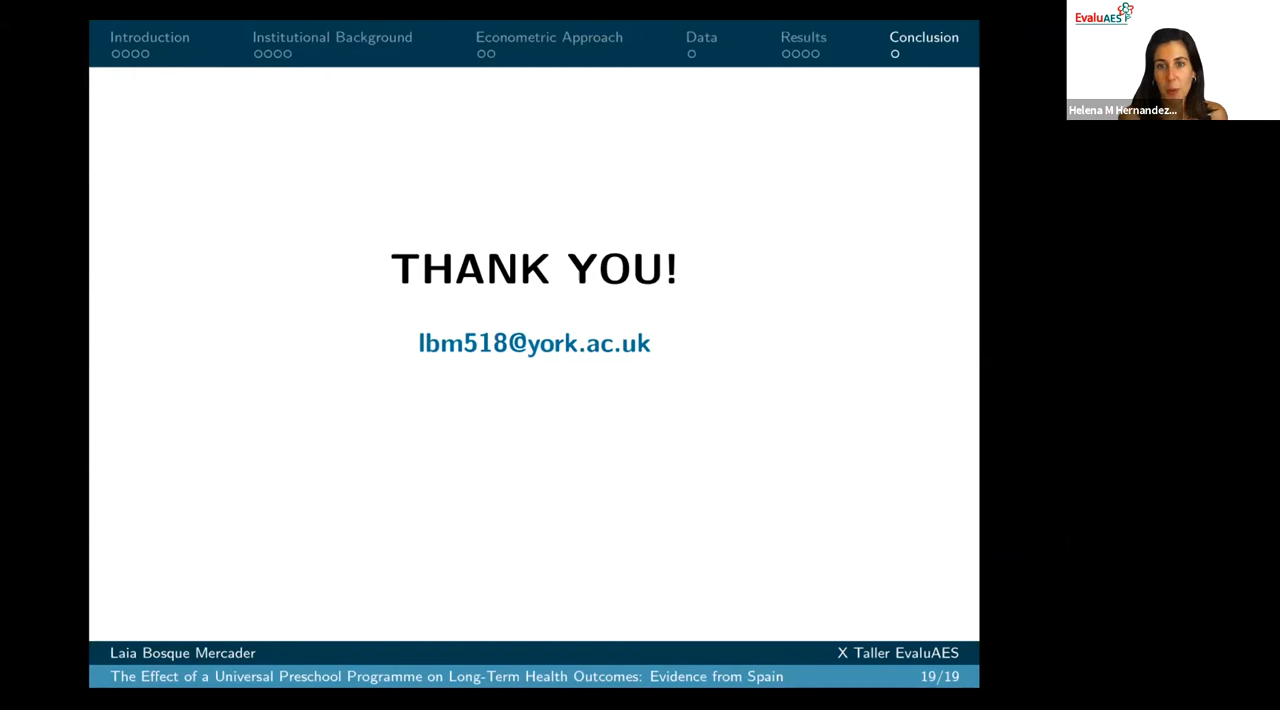 Introduction Institutional Background Econometric Approach Data Results Conclusion
EvaluAES
Helena M Hernandez...
THANK YOU!
lbm518@york.ac.uk
Laia Bosque Mercader X Taller EvaluAES
The Effect of a Universal Preschool Programme on Long-Term Health Outcomes: Evidence from Spain 19/19